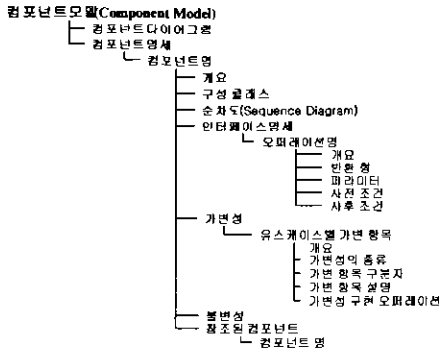 컴포넌트모델(Component Model)
컴포넌트다이어그램
컴포넌트명세
컴포넌트명
개요
구성 클래스
순차도(Sequence Diagram)
인터페이스명세
오퍼레이션명
개요
반환 형
파라미터
사전 조건
사후 조건
가변성
유스케이스별 가변 항목
개요
가변성의 종류
가변 항목 구분자
가변 항목 설명
가변성 구현 오퍼레이션
불변성
참조된 컴포넌트
컴포넌트 명